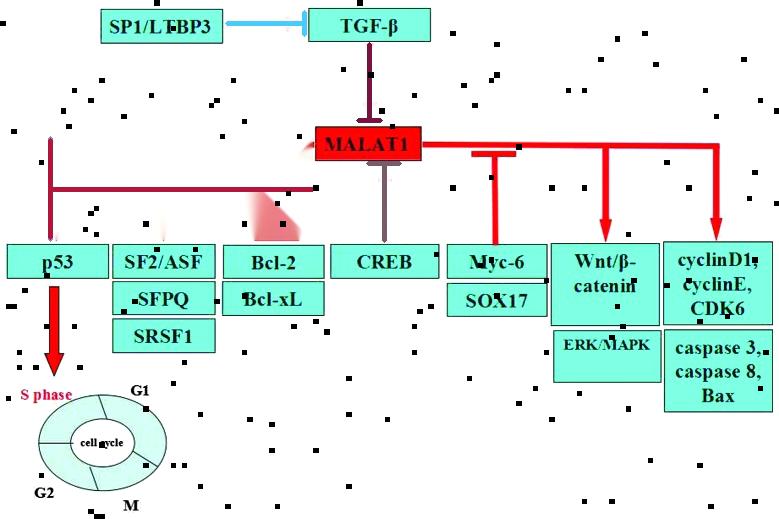 SP1/LTBP3
TGF-β
MALAT1
p53
SF2/ASF
Bcl-2
CREB
Myc-6
Wnt/β-
catenin
cyclinD1,
cyclinE,
CDK6
SFPQ
Bcl-xL
SOX17
SRSF1
ERK/MAPK
caspase 3,
caspase 8,
Bax
S phase
G1
cell cycle
G2
M